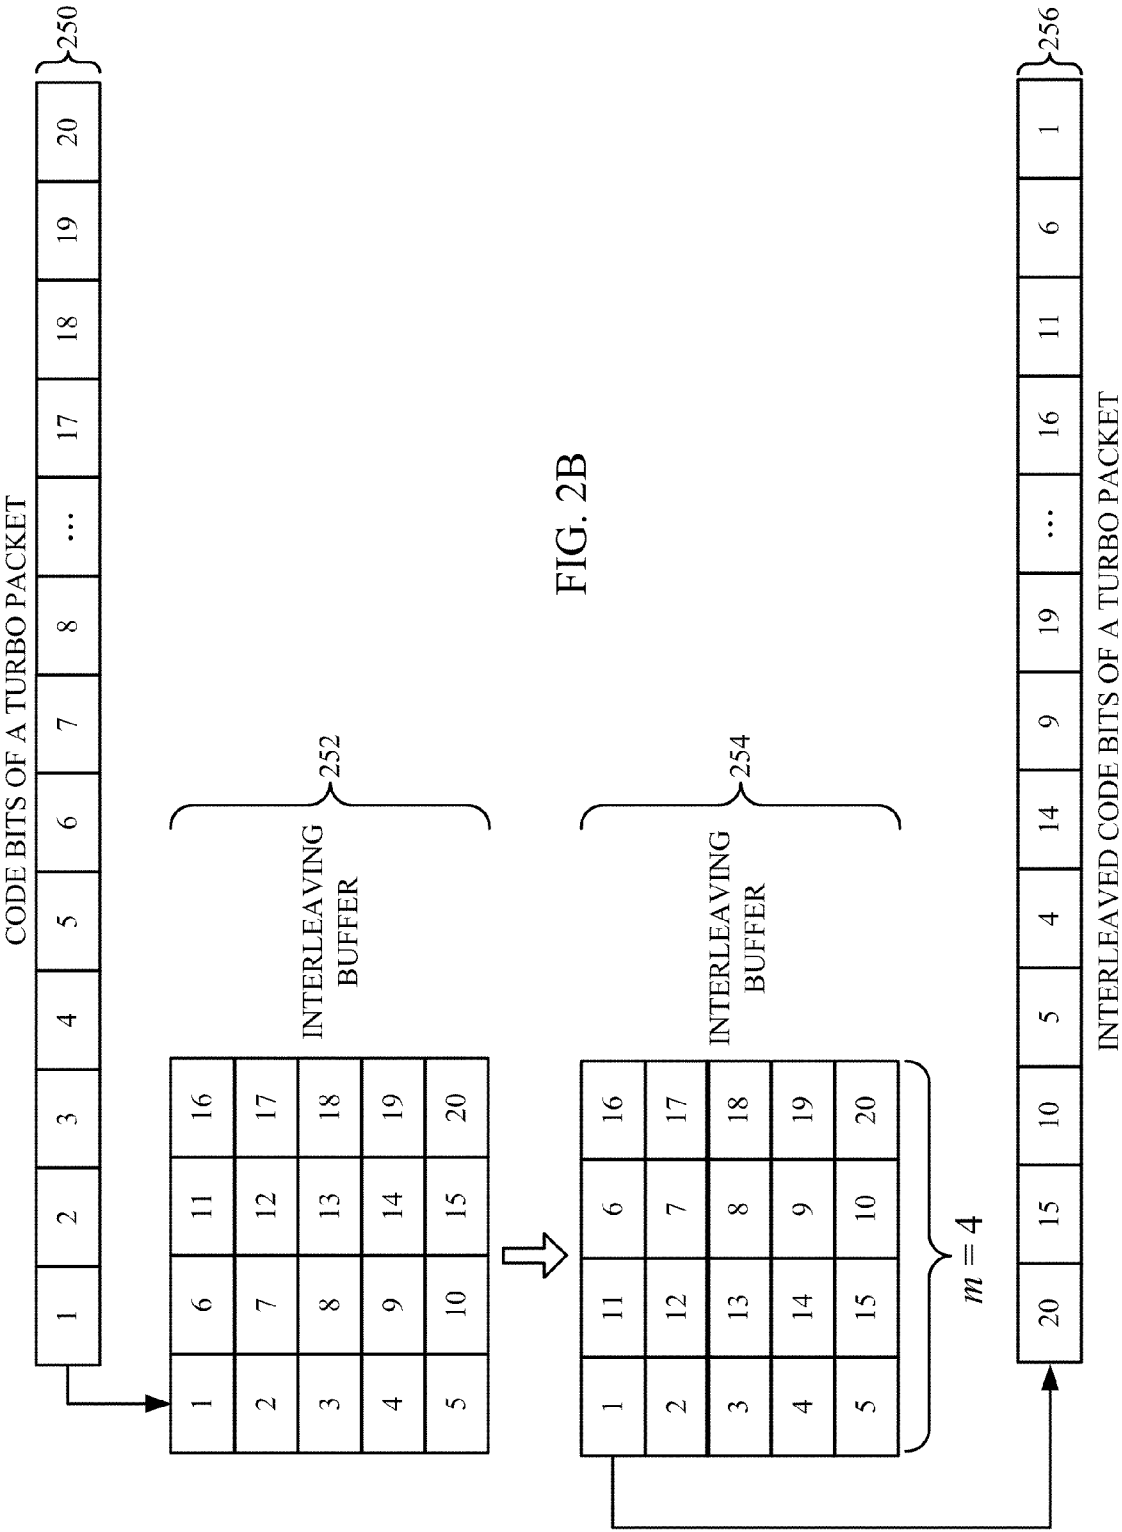 CODE BITS OF A TURBO PACKET
1 2 3 4 5 6 7 8 ... 17 18 19 20 250
1 6 11 16
2 7 12 17
3 8 13 18
4 9 14 19
5 10 15 20
INTERLEAVING
BUFFER
252
1 11 6 16
2 12 7 17
3 13 8 18
4 14 9 19
5 15 10 20
INTERLEAVING
BUFFER
254
m = 4
FIG. 2B
20 15 10 5 4 14 9 19 ... 16 11 6 1 256
INTERLEAVED CODE BITS OF A TURBO PACKET